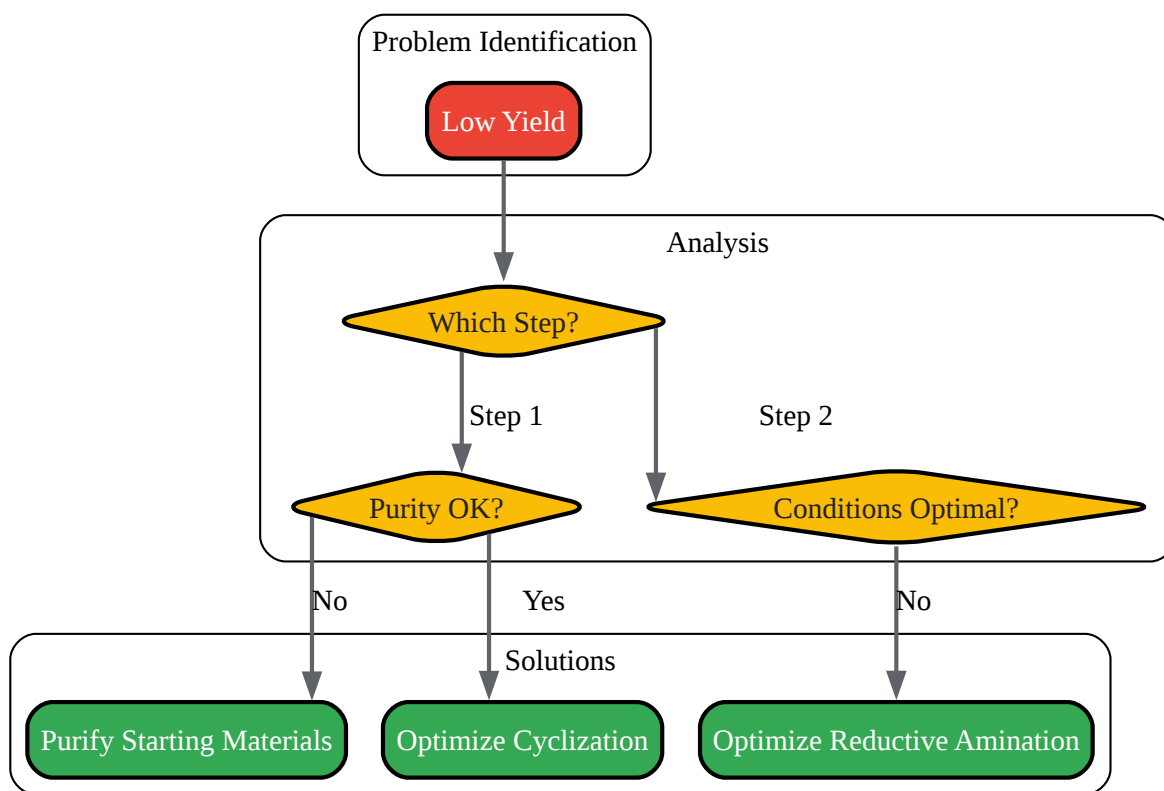 Problem Identification
Low Yield
Analysis
Which Step?
Step 1
Step 2
Purity OK?
Conditions Optimal?
No
Yes
No
Solutions
Purify Starting Materials
Optimize Cyclization
Optimize Reductive Amination